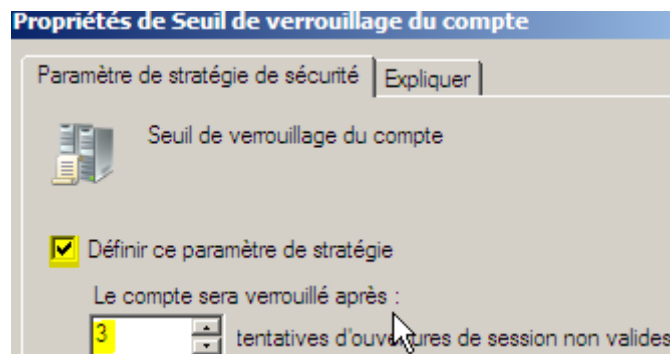 Propriétés de Seuil de verrouillage du compte
Paramètre de stratégie de sécurité Expliquer
Seuil de verrouillage du compte
Définir ce paramètre de stratégie
Le compte sera verrouillé après :
3 tentatives d'ouvertures de session non valides